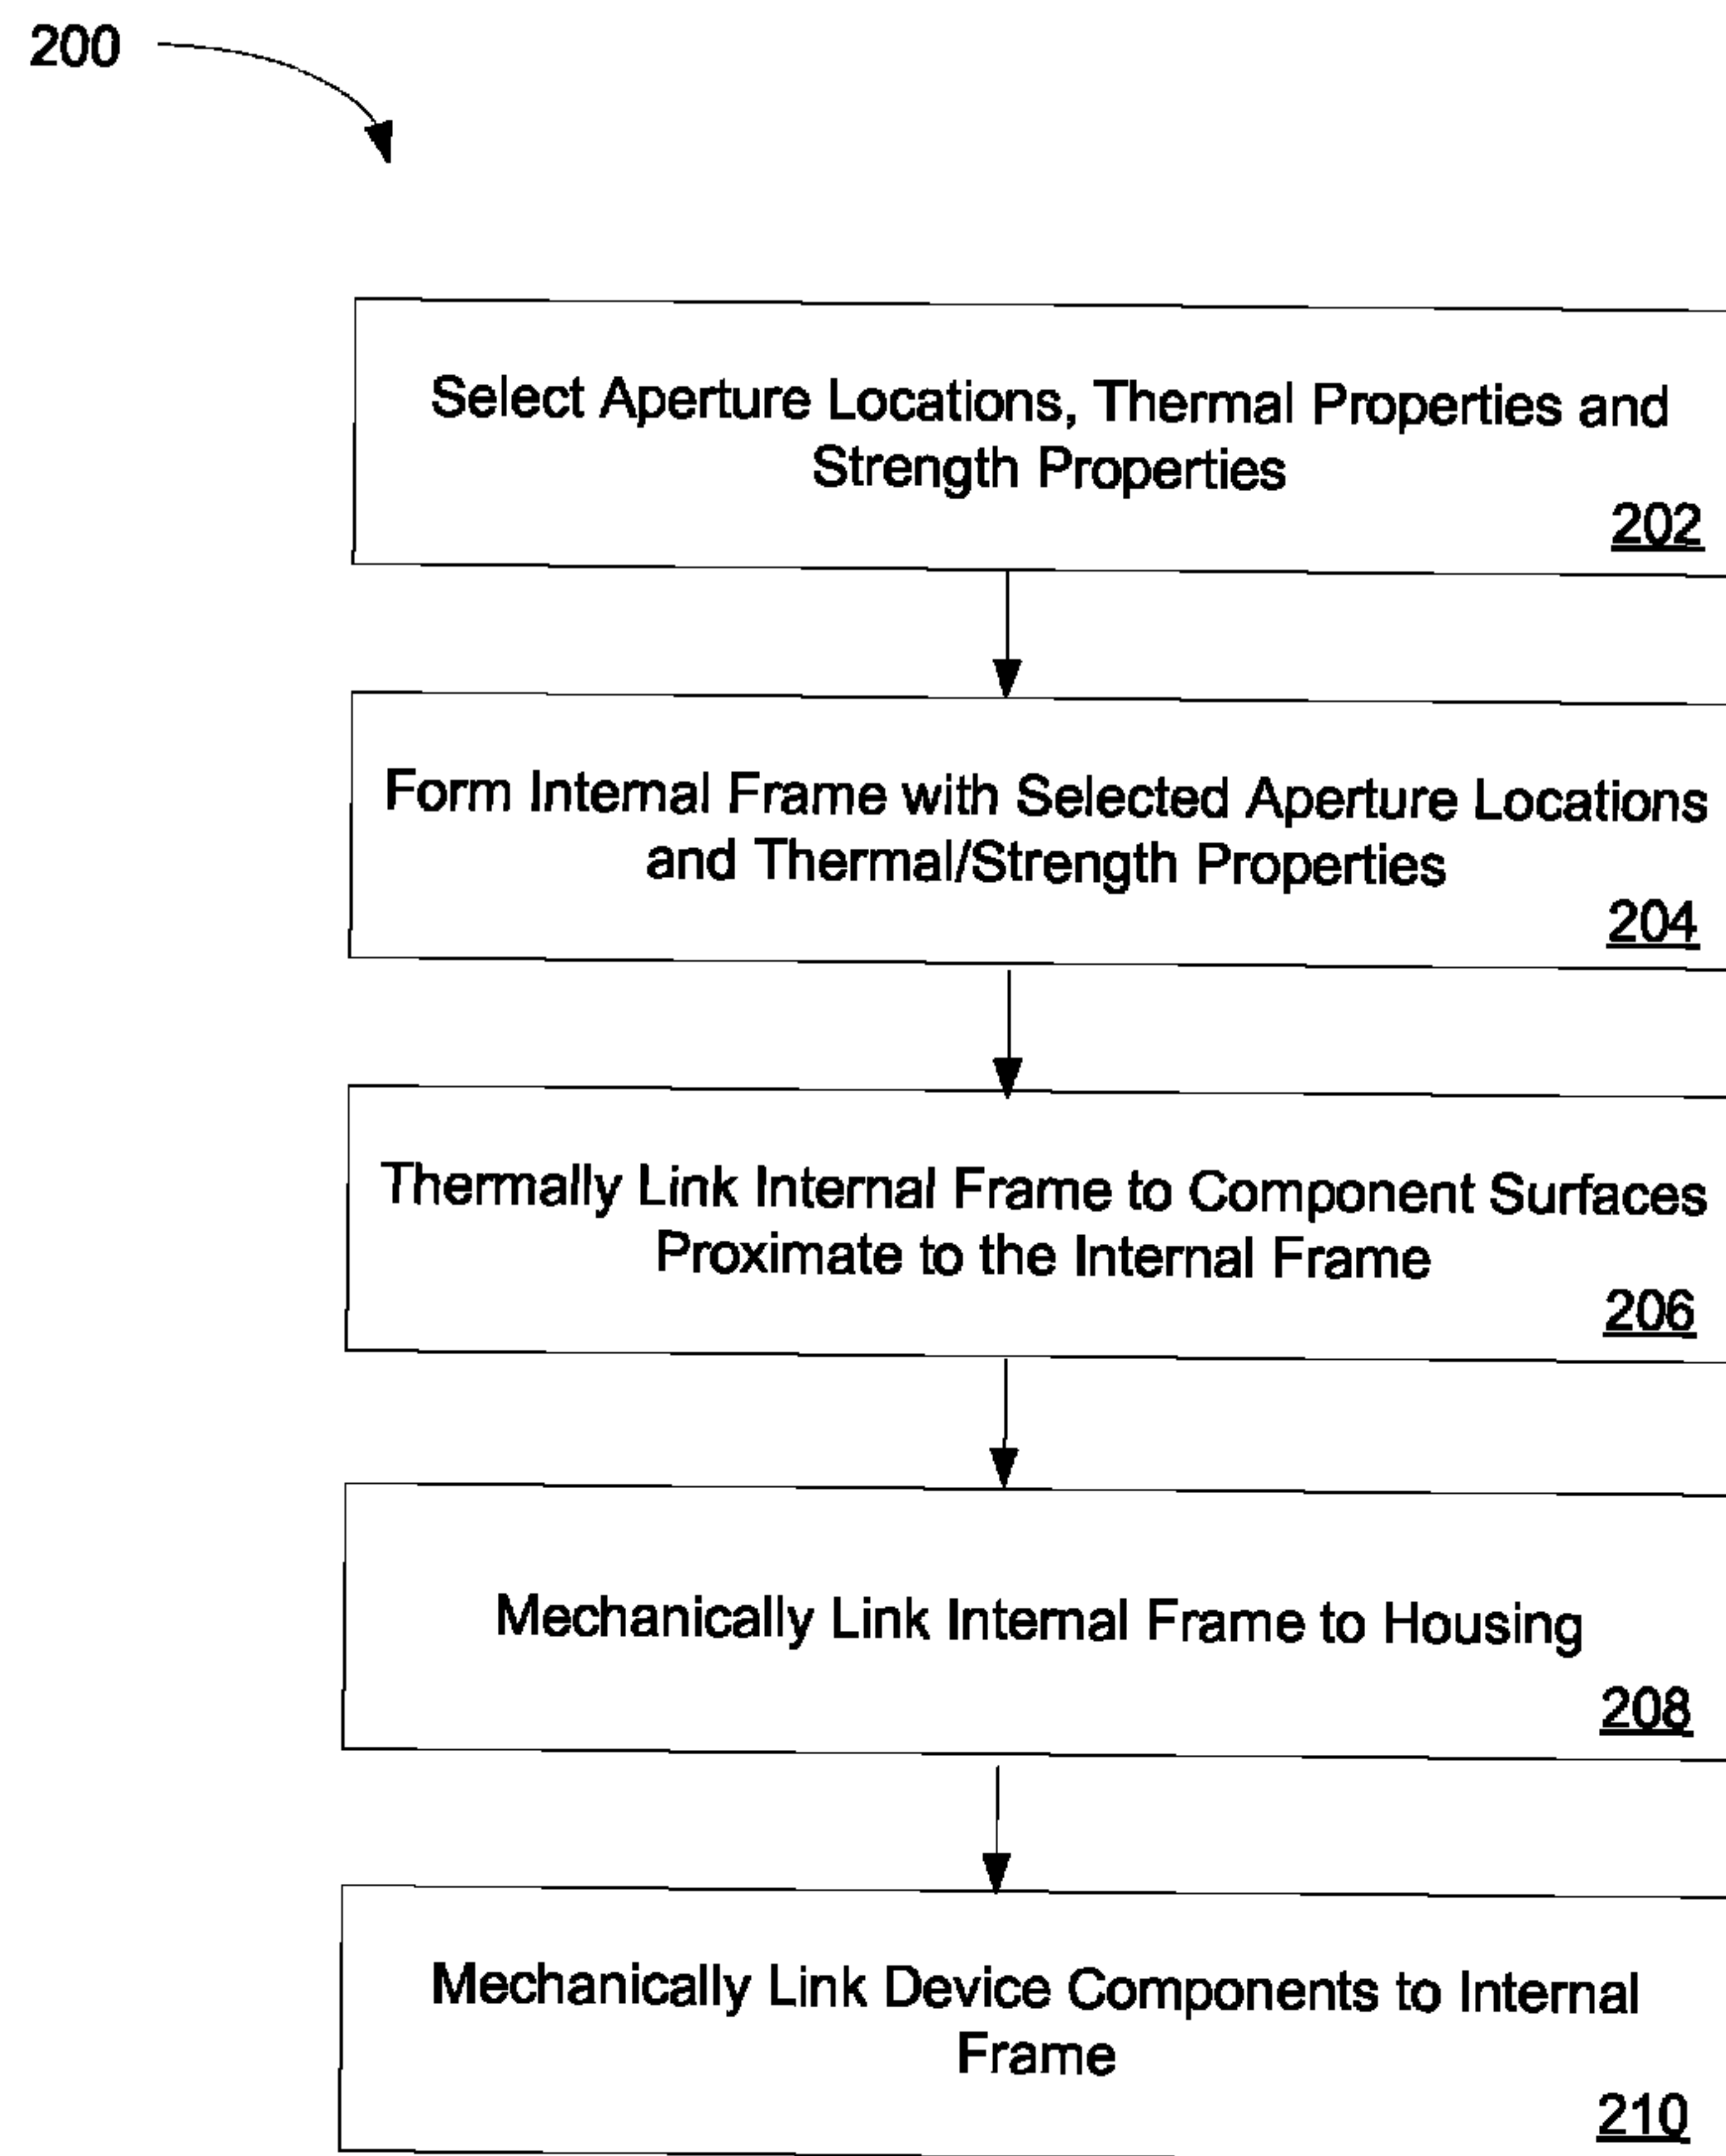 200
Select Aperture Locations, Thermal Properties and
Strength Properties
202
Form Internal Frame with Selected Aperture Locations
and Thermal/Strength Properties
204
Thermally Link Internal Frame to Component Surfaces
Proximate to the Internal Frame
206
Mechanically Link Internal Frame to Housing
208
Mechanically Link Device Components to Internal
Frame
210